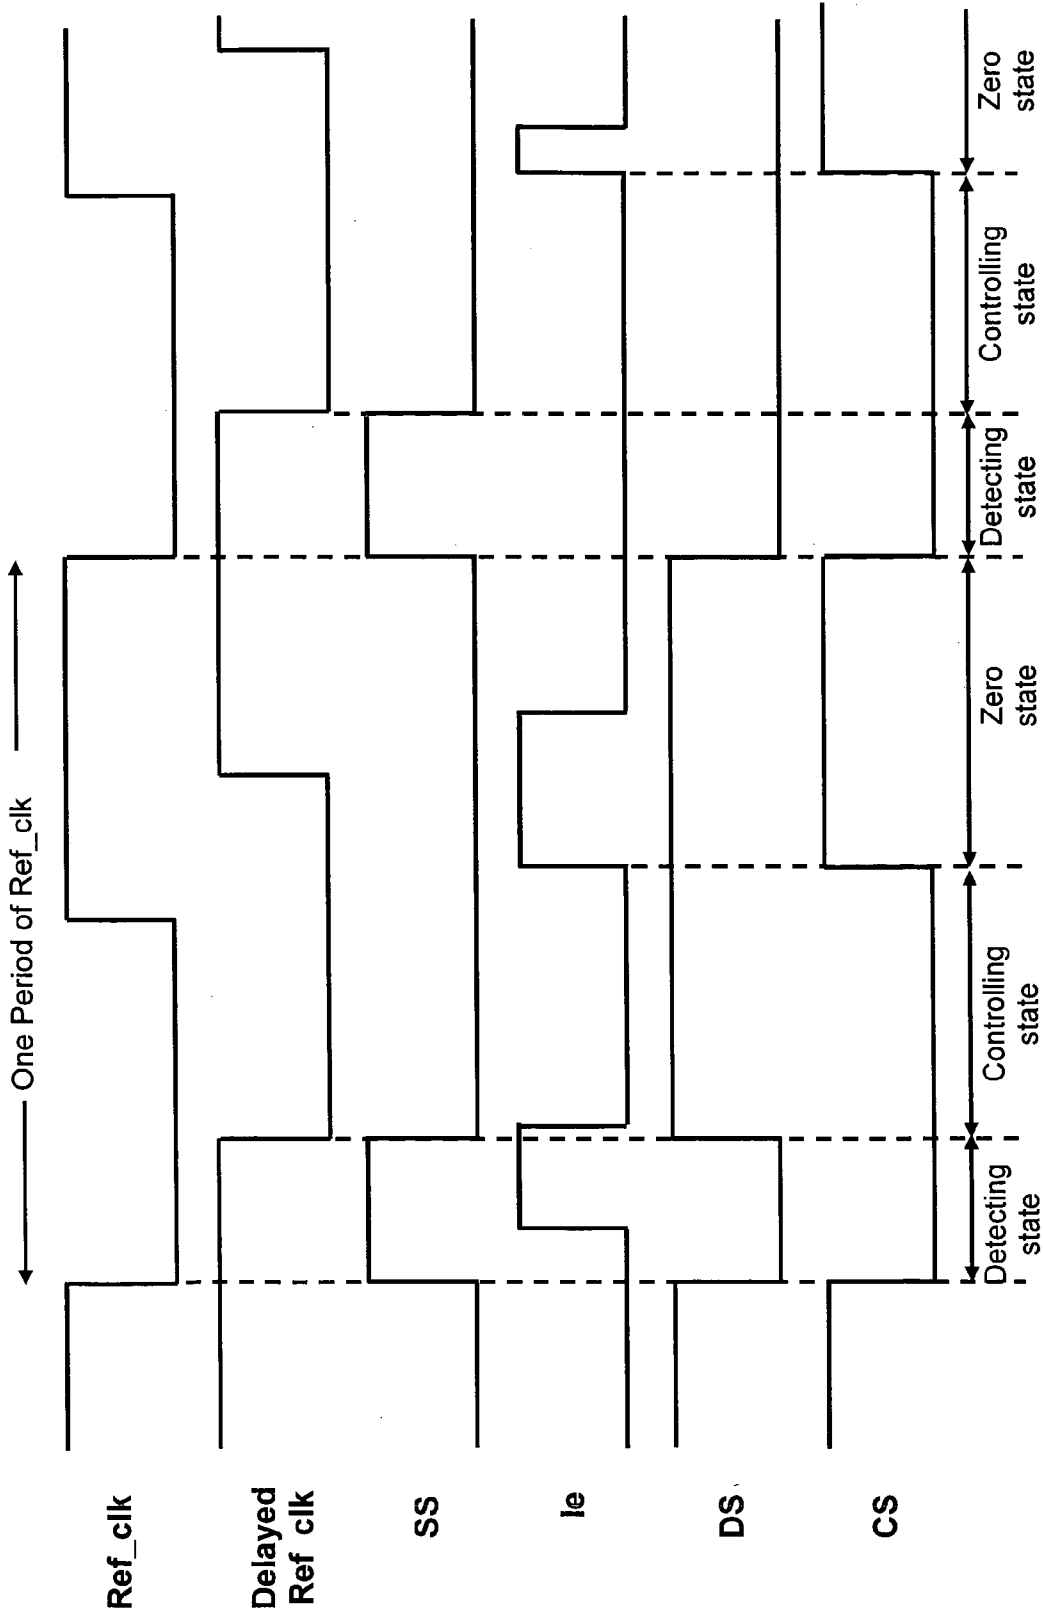 One Period of Ref_clk
Ref_clk
Delayed
Ref clk
SS
Ie
DS
CS
Detecting
state
Controlling
state
Zero
state
Detecting
state
Controlling
state
Zero
state